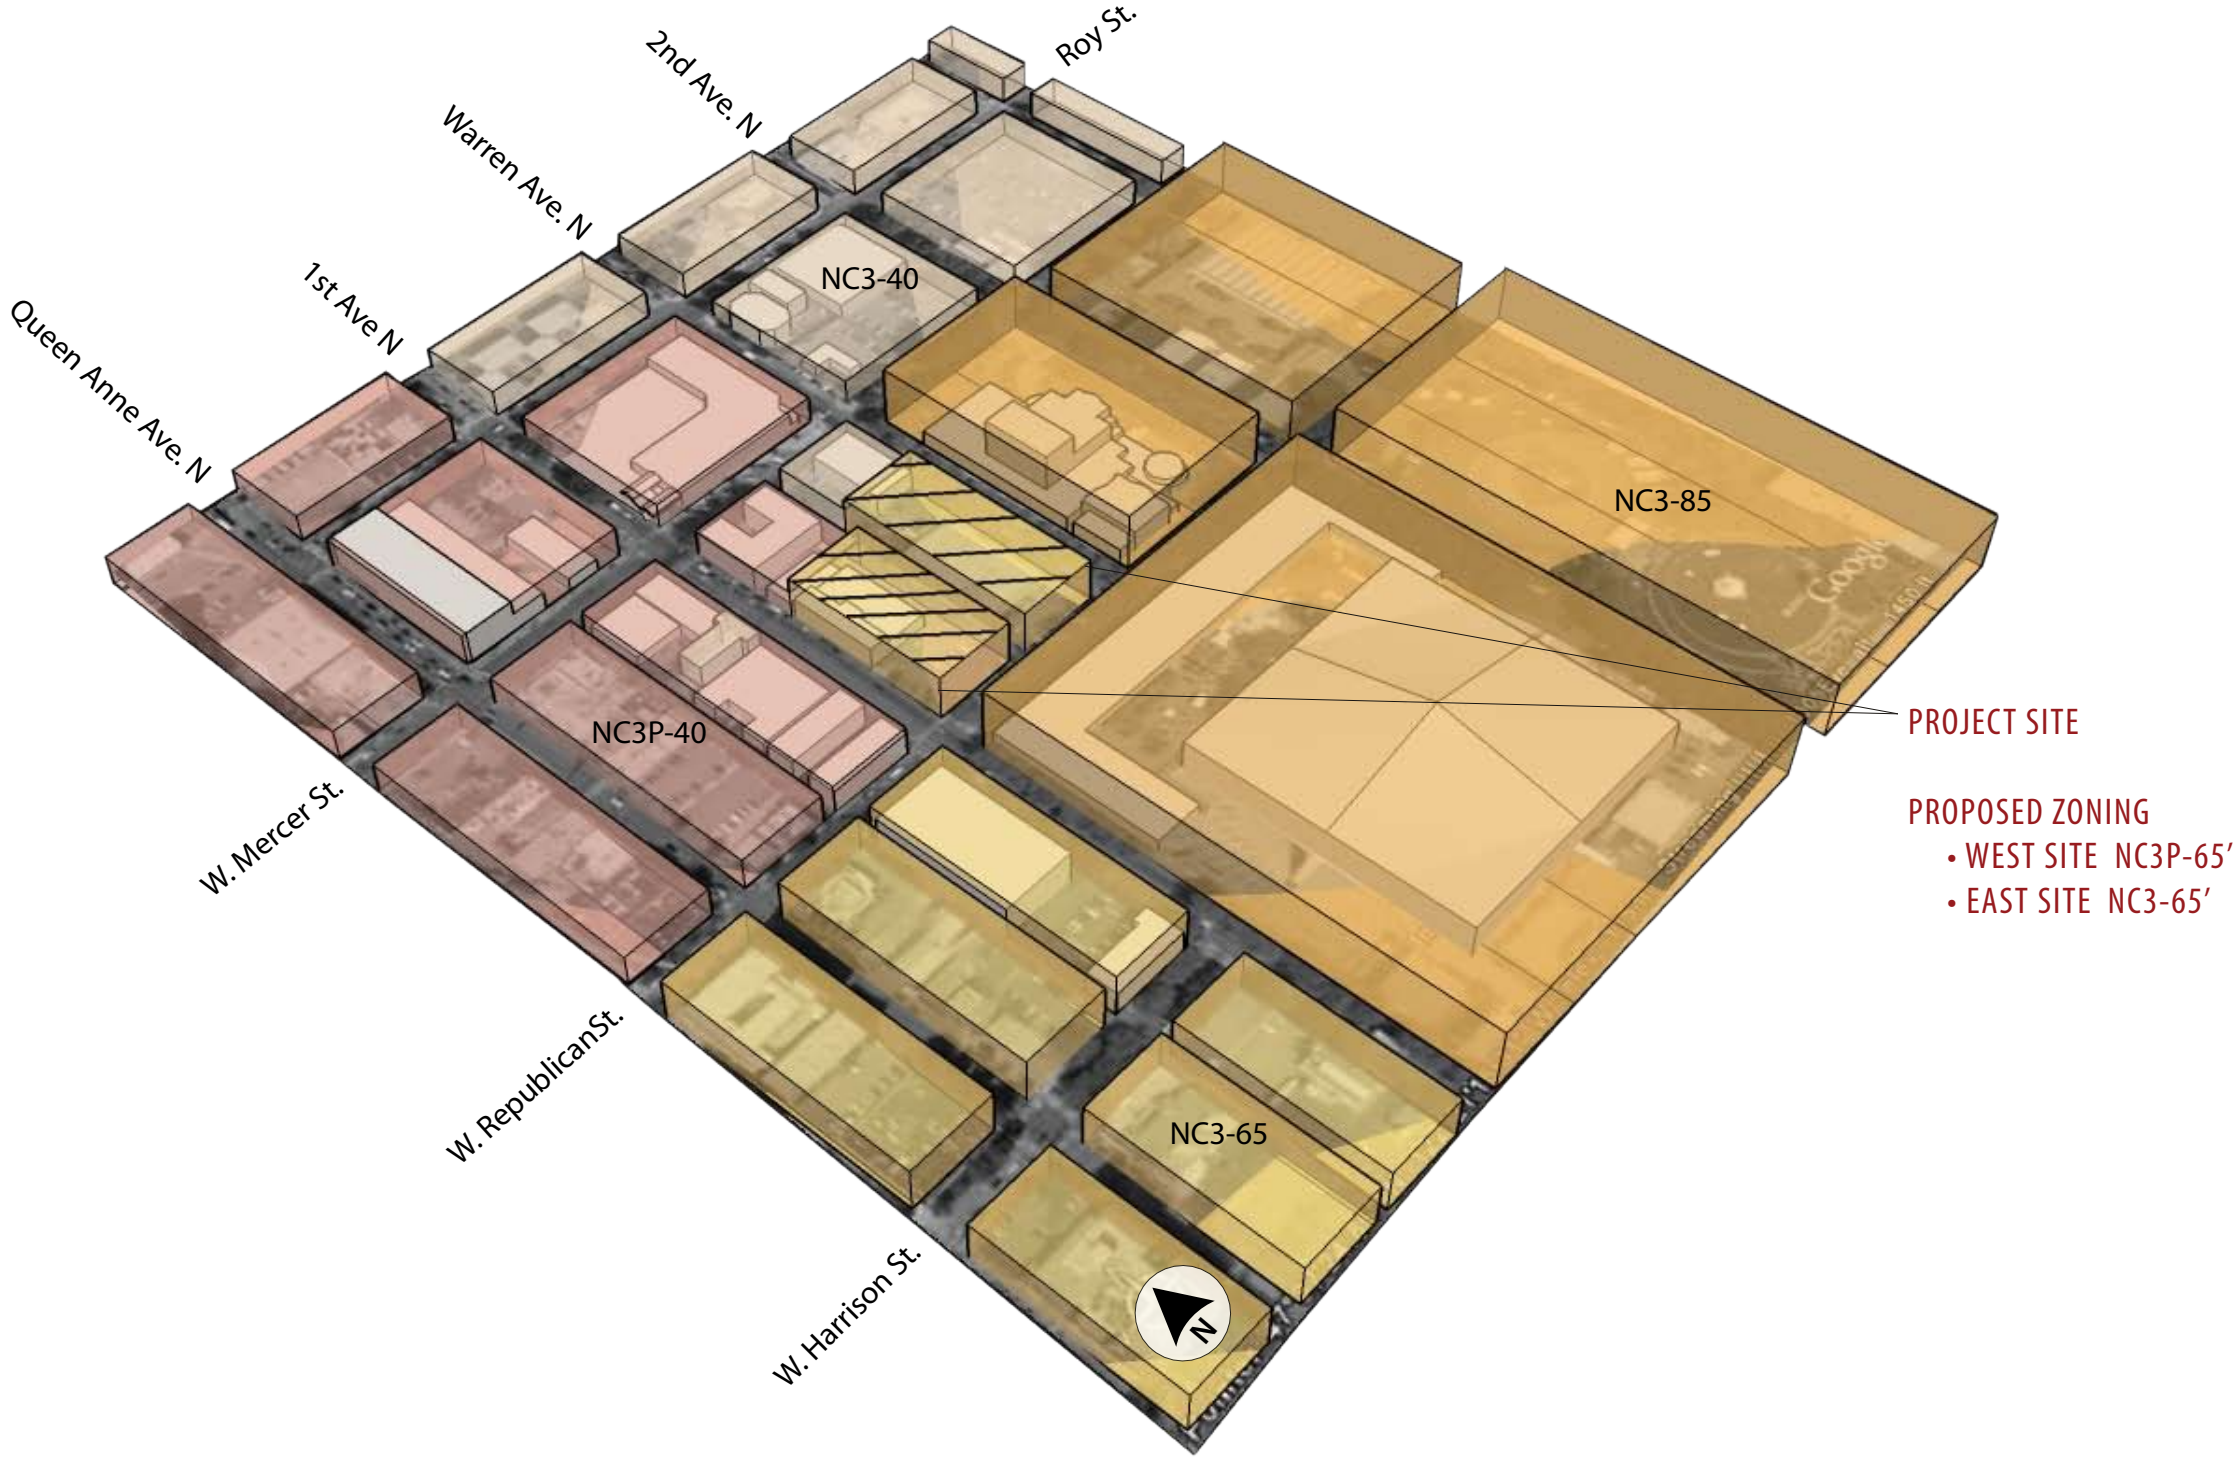 Roy St.
2nd Ave. N
Warren Ave. N
1st Ave N
Queen Anne Ave. N
NC3-40
NC3-85
Google
NC3P-40
PROJECT SITE
W. Mercer St.
PROPOSED ZONING
• WEST SITE NC3P-65’
• EAST SITE NC3-65’
W. RepublicanSt.
NC3-65
W. Harrison St.
N